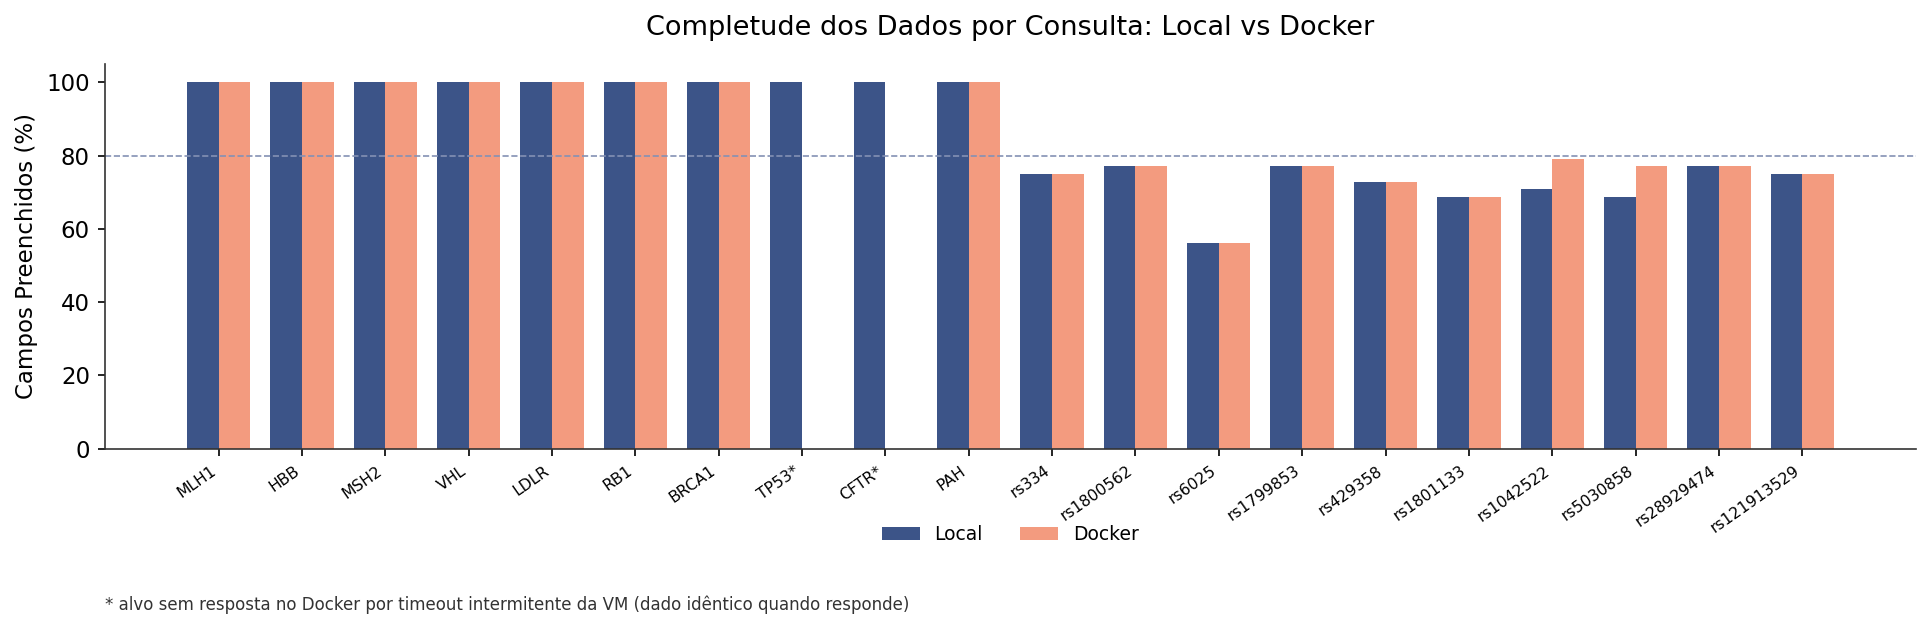 Completude dos Dados por Consulta: Local vs Docker
Campos Preenchidos (%)
100
80
60
40
20
0
MLH1
HBB
MSH2
VHL
LDLR
RB1
BRCA1
TP53*
CFTR*
PAH
rs334
rs1800562
rs6025
rs1799853
rs429358
rs1801133
rs1042522
rs5030858
rs28929474
rs121913529
Local
Docker
* alvo sem resposta no Docker por timeout intermitente da VM (dado idêntico quando responde)